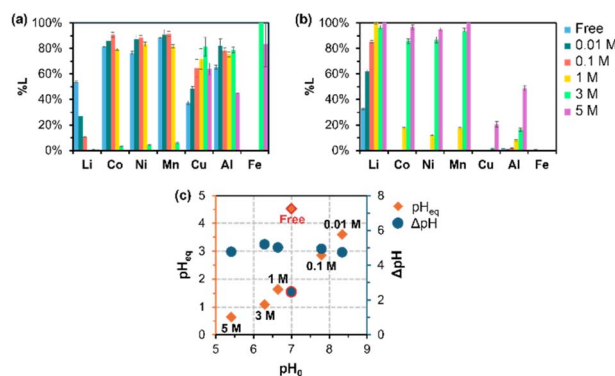 (a)
(b)
100%
80%
60%
40%
20%
0%
%L
Li Co Ni Mn Cu Al Fe
100%
80%
60%
40%
20%
0%
%L
Li Co Ni Mn Cu Al Fe
Free
0.01 M
0.1 M
1 M
3 M
5 M
(c)
5
4
3
2
1
0
pHeq
8
6
4
2
0
ΔpH
pHeq
ΔpH
Free
0.01 M
0.1 M
1 M
3 M
5 M
5 6 7 8 9